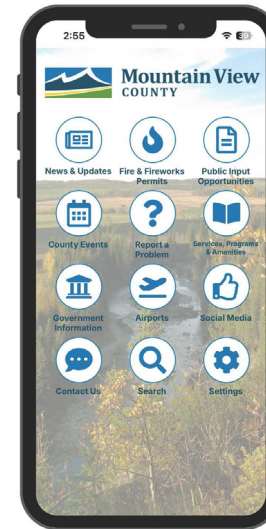 2:55
39
Mountain View
COUNTY
News & Updates
Fire & Fireworks
Permits
Public Input
Opportunities
County Events
Report a
Problem
Services, Programs
& Amenities
Government
Information
Airports
Social Media
Contact Us
Search
Settings